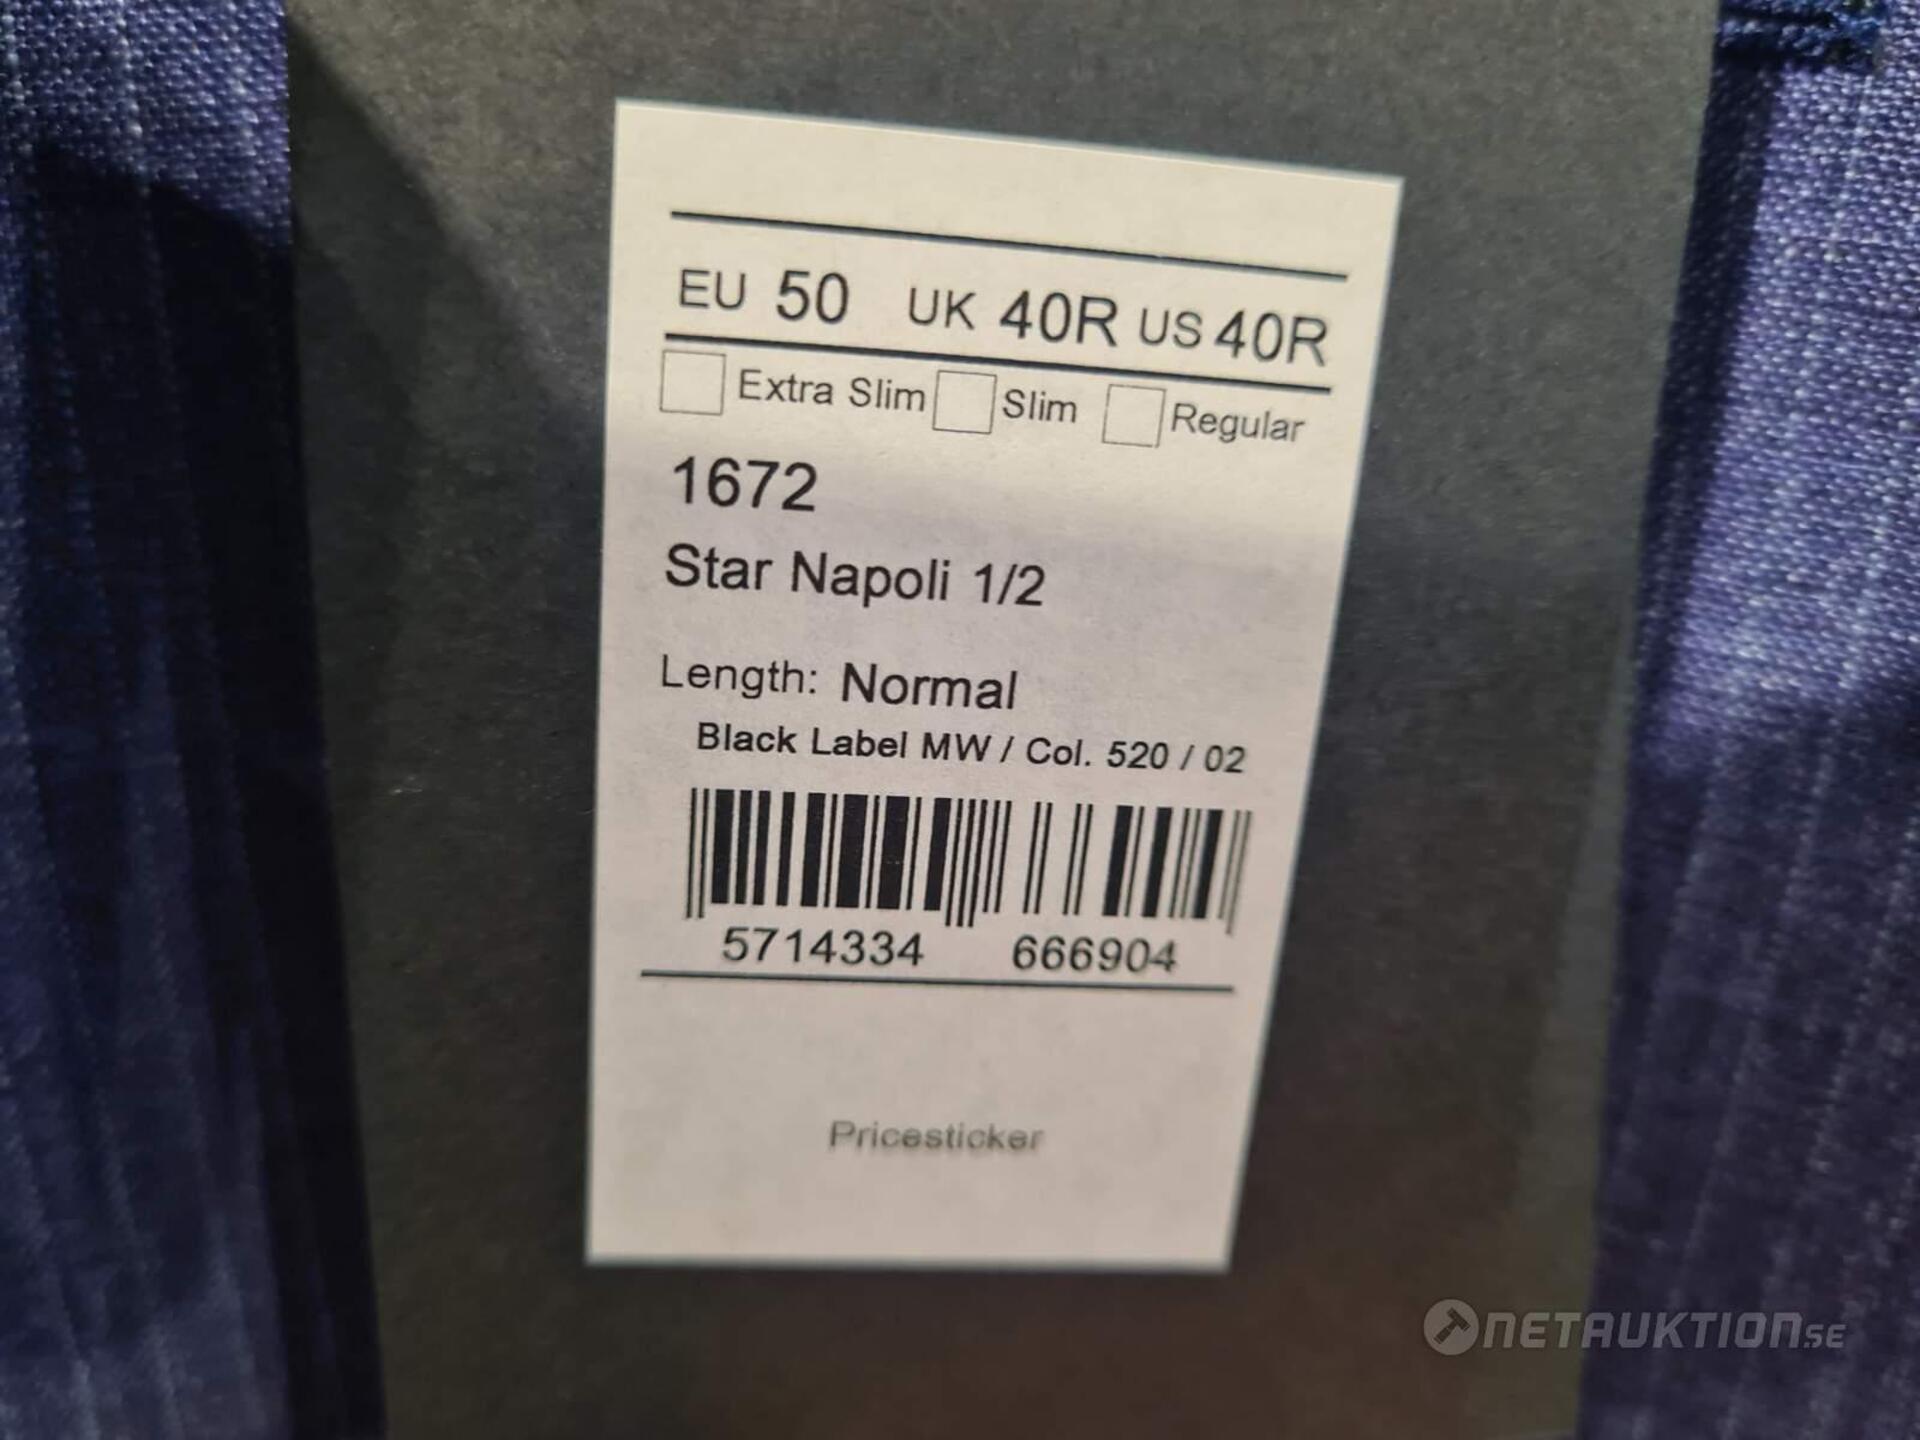 EU 50 UK 40R US 40R
Extra Slim Slim Regular
1672
Star Napoli 1/2
Length: Normal
Black Label MW / Col. 520 / 02
5714334 666904
Pricesticker
NETAUKTION.SE